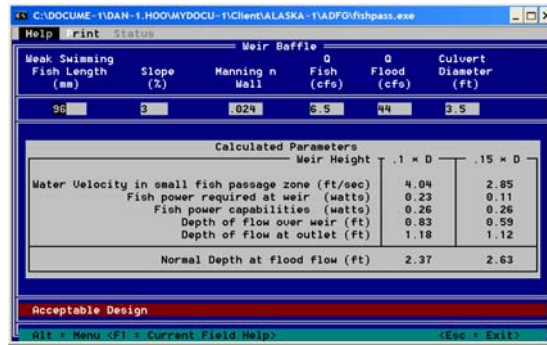 C:\DOCUME~1\DAN-1.HOO\MYDOCU~1\Client\ALASKA~1\ADFG\fishpass.exe
Help Print Status
Weir Baffle
Weak Swimming Fish Length (mm) Slope (%) Manning n Wall Q Fish (cfs) Q Flood (cfs) Culvert Diameter (ft)
96 3 .024 6.5 44 3.5
Calculated Parameters
Weir Height .1 * D .15 * D
Water Velocity in small fish passage zone (ft/sec) 4.04 2.85
Fish power required at weir (watts) 0.23 0.11
Fish power capabilities (watts) 0.26 0.26
Depth of flow over weir (ft) 0.83 0.59
Depth of flow at outlet (ft) 1.18 1.12
Normal Depth at flood flow (ft) 2.37 2.63
Acceptable Design
Alt = Menu <F1 = Current Field Help> <Esc = Exit>